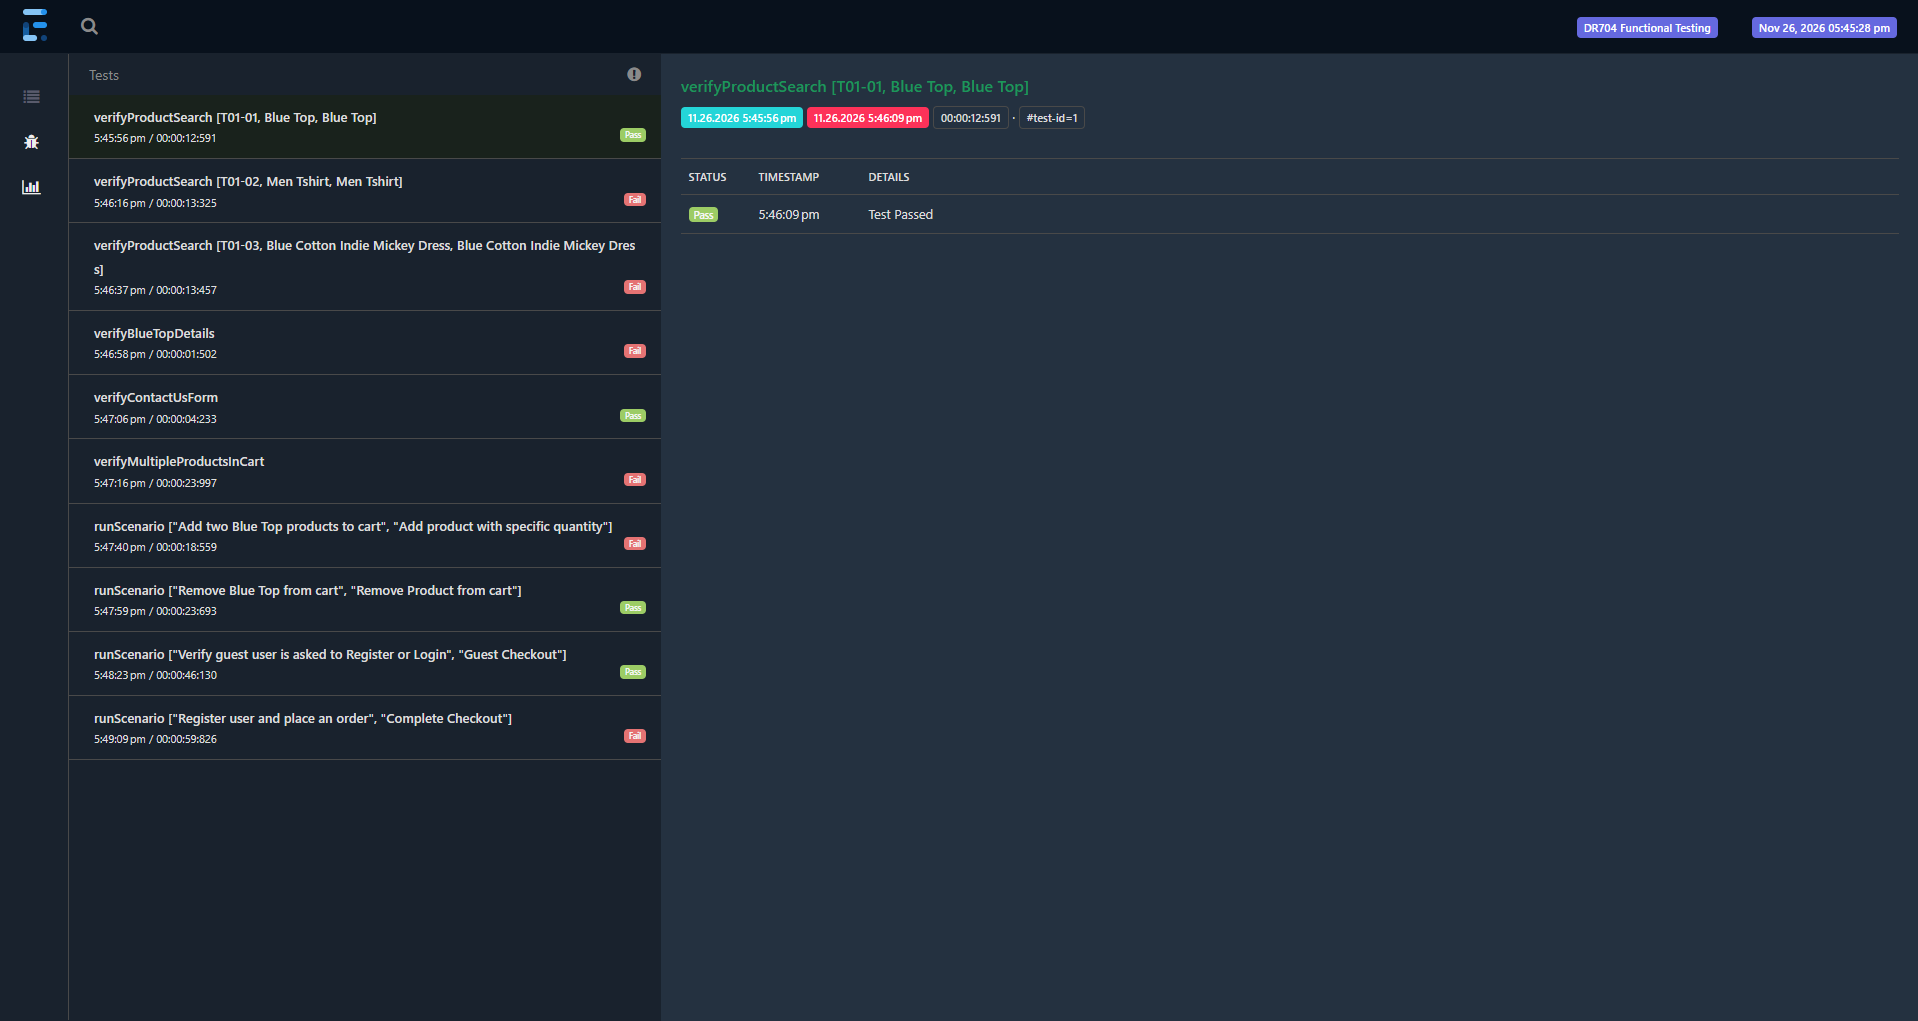 DR704 Functional Testing
Nov 26, 2026 05:45:28 pm
Tests
verifyProductSearch [T01-01, Blue Top, Blue Top]
5:45:56 pm / 00:00:12:591
Pass
verifyProductSearch [T01-02, Men Tshirt, Men Tshirt]
5:46:16 pm / 00:00:13:325
Fail
verifyProductSearch [T01-03, Blue Cotton Indie Mickey Dress, Blue Cotton Indie Mickey Dres
s]
5:46:37 pm / 00:00:13:457
Fail
verifyBlueTopDetails
5:46:58 pm / 00:00:01:502
Fail
verifyContactUsForm
5:47:06 pm / 00:00:04:233
Pass
verifyMultipleProductsInCart
5:47:16 pm / 00:00:23:997
Fail
runScenario ["Add two Blue Top products to cart", "Add product with specific quantity"]
5:47:40 pm / 00:00:18:559
Fail
runScenario ["Remove Blue Top from cart", "Remove Product from cart"]
5:47:59 pm / 00:00:23:693
Pass
runScenario ["Verify guest user is asked to Register or Login", "Guest Checkout"]
5:48:23 pm / 00:00:46:130
Pass
runScenario ["Register user and place an order", "Complete Checkout"]
5:49:09 pm / 00:00:59:826
Fail
verifyProductSearch [T01-01, Blue Top, Blue Top]
11.26.2026 5:45:56 pm 11.26.2026 5:46:09 pm 00:00:12:591 · #test-id=1
STATUS TIMESTAMP DETAILS
Pass 5:46:09 pm Test Passed